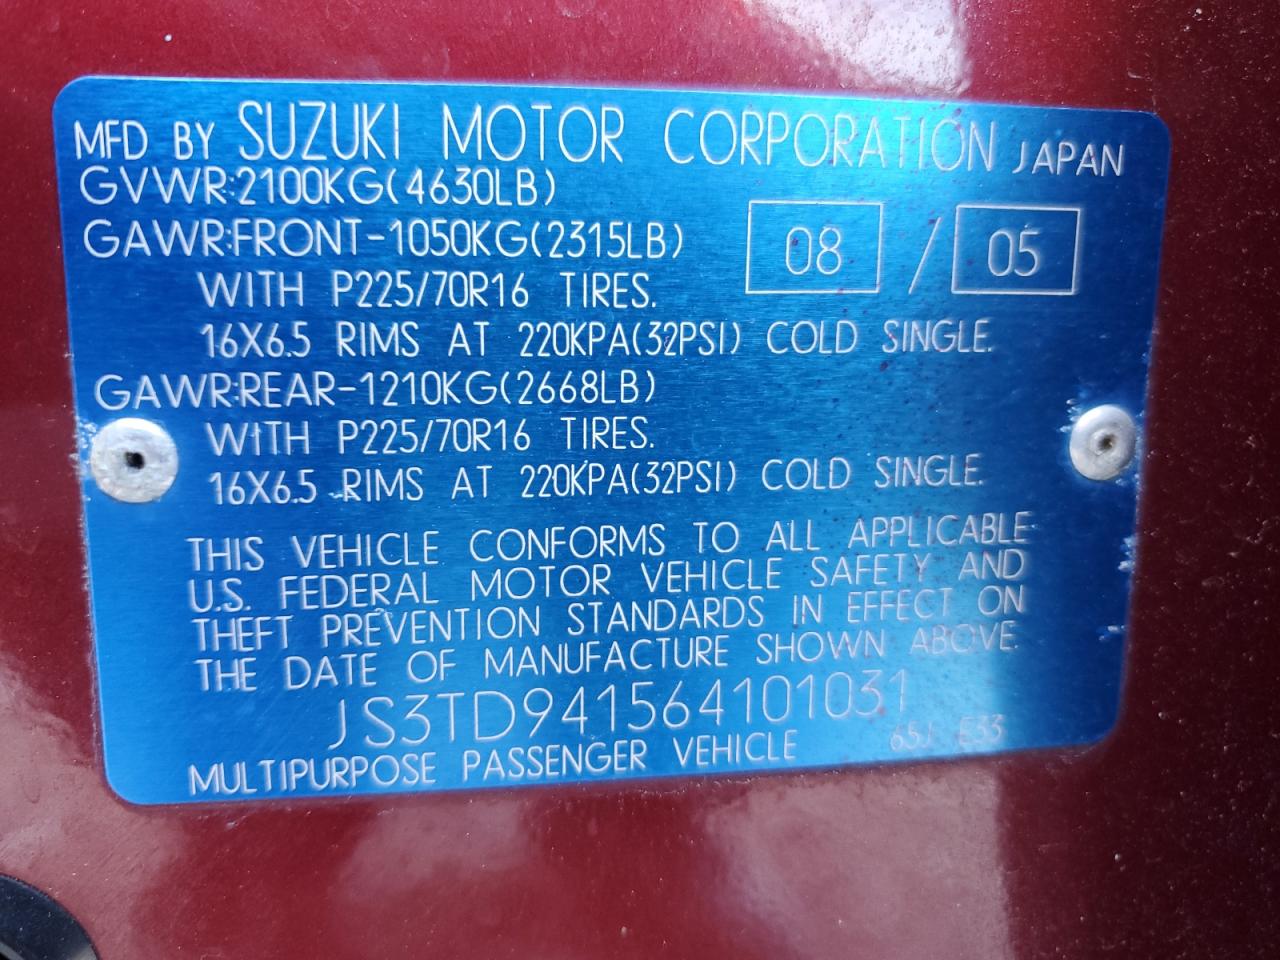 MFD BY SUZUKI MOTOR CORPORATION JAPAN
GVWR:2100KG(4630LB)
GAWR:FRONT-1050KG(2315LB)
08 / 05
WITH P225/70R16 TIRES.
16X6.5 RIMS AT 220KPA(32PSI) COLD SINGLE.
GAWR:REAR-1210KG(2668LB)
WITH P225/70R16 TIRES.
16X6.5 RIMS AT 220KPA(32PSI) COLD SINGLE.
THIS VEHICLE CONFORMS TO ALL APPLICABLE
U.S. FEDERAL MOTOR VEHICLE SAFETY AND
THEFT PREVENTION STANDARDS IN EFFECT ON
THE DATE OF MANUFACTURE SHOWN ABOVE.
JS3TD941564101031
MULTIPURPOSE PASSENGER VEHICLE 65J E33